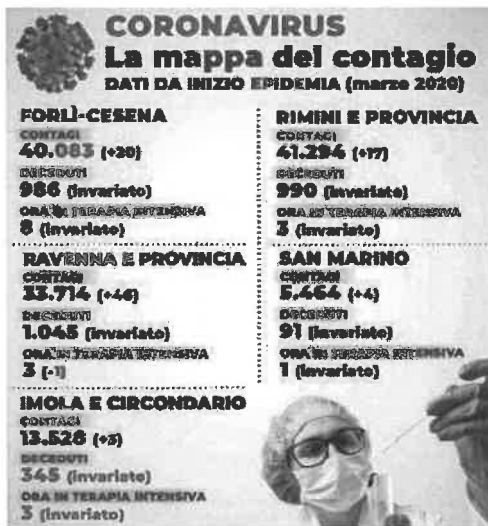 CORONAVIRUS
La mappa del contagio
DATI DA INIZIO EPIDEMIA (marzo 2020)
FORLÌ-CESENA
CONTAGI
40.083 (+20)
DECEDUTI
986 (invariato)
ORA IN TERAPIA INTENSIVA
8 (invariato)
RIMINI E PROVINCIA
CONTAGI
41.294 (+17)
DECEDUTI
990 (invariato)
ORA IN TERAPIA INTENSIVA
3 (invariato)
RAVENNA E PROVINCIA
CONTAGI
33.714 (+46)
DECEDUTI
1.045 (invariato)
ORA IN TERAPIA INTENSIVA
3 (-1)
SAN MARINO
CONTAGI
5.464 (+4)
DECEDUTI
91 (invariato)
ORA IN TERAPIA INTENSIVA
1 (invariato)
IMOLA E CIRCONDARIO
CONTAGI
13.528 (+3)
DECEDUTI
345 (invariato)
ORA IN TERAPIA INTENSIVA
3 (invariato)